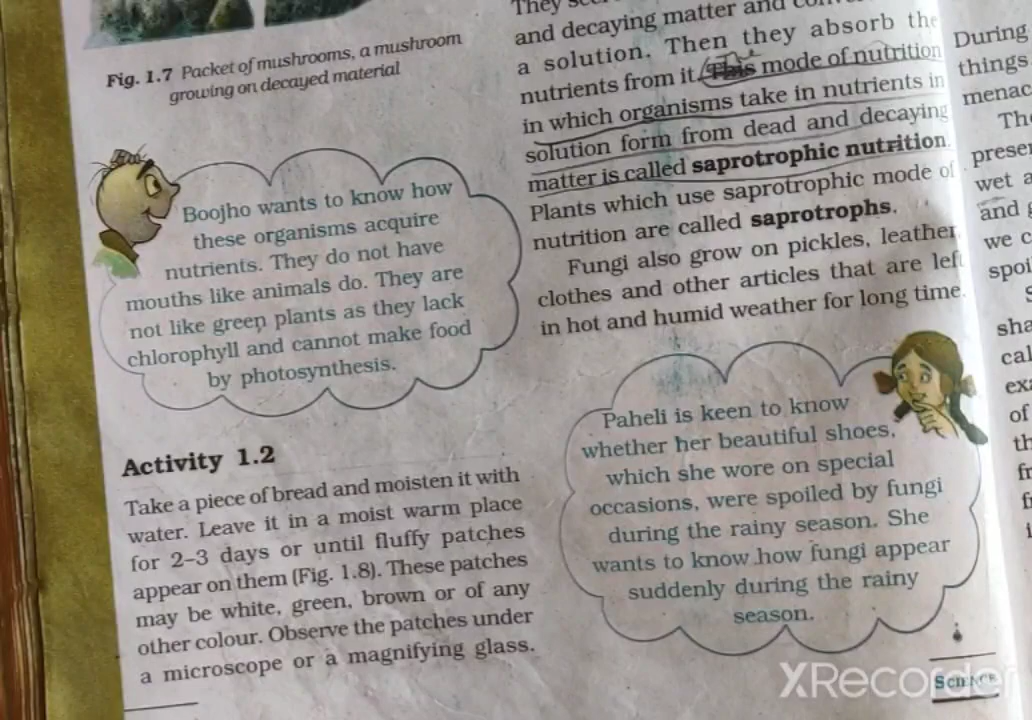 Fig. 1.7 Packet of mushrooms, a mushroom
growing on decayed material
Boojho wants to know how
these organisms acquire
nutrients. They do not have
mouths like animals do. They are
not like green plants as they lack
chlorophyll and cannot make food
by photosynthesis.
Activity 1.2
Take a piece of bread and moisten it with
water. Leave it in a moist warm place
for 2–3 days or until fluffy patches
appear on them (Fig. 1.8). These patches
may be white, green, brown or of any
other colour. Observe the patches under
a microscope or a magnifying glass.
They
and decaying matter and
a solution. Then they absorb the
nutrients from it. This mode of nutrition
in which organisms take in nutrients in
solution form from dead and decaying
matter is called saprotrophic nutrition.
Plants which use saprotrophic mode of
nutrition are called saprotrophs.
Fungi also grow on pickles, leather,
clothes and other articles that are left
in hot and humid weather for long time.
Paheli is keen to know
whether her beautiful shoes,
which she wore on special
occasions, were spoiled by fungi
during the rainy season. She
wants to know how fungi appear
suddenly during the rainy
season.
During
things
wet a
and g
we c
of
SCIENCE
XRecorder